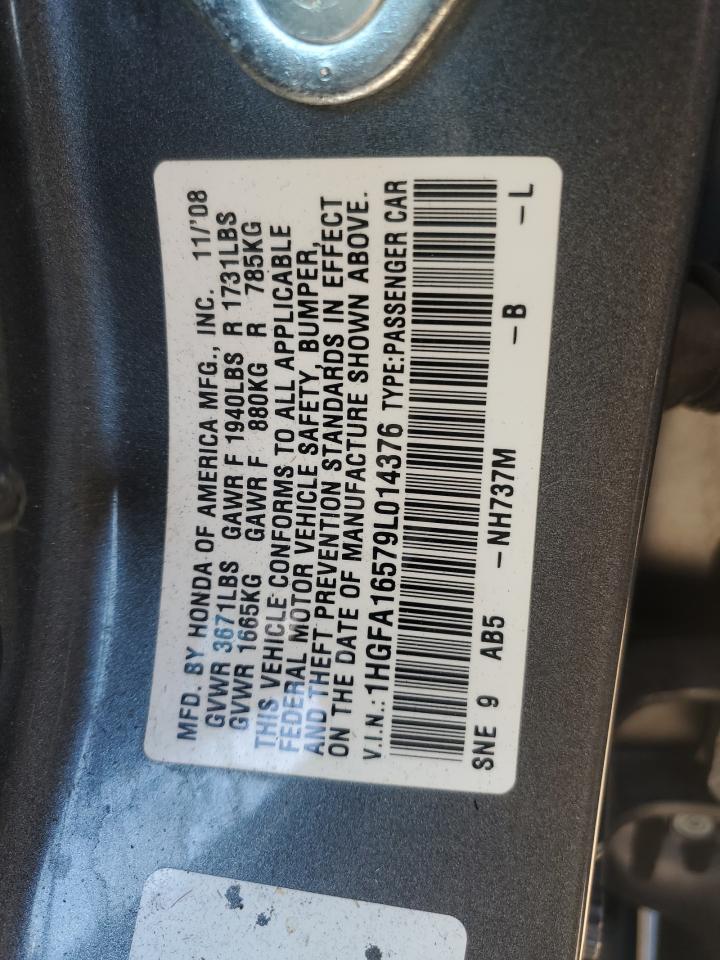 MFD. BY HONDA OF AMERICA MFG., INC. 11/'08
GVWR 3671LBS GAWR F 1940LBS R 1731LBS
GVWR 1665KG GAWR F 880KG R 785KG
THIS VEHICLE CONFORMS TO ALL APPLICABLE
FEDERAL MOTOR VEHICLE SAFETY, BUMPER,
AND THEFT PREVENTION STANDARDS IN EFFECT
ON THE DATE OF MANUFACTURE SHOWN ABOVE.
V.I.N.:1HGFA16579L014376 TYPE:PASSENGER CAR
SNE 9 AB5 -NH737M -B -L